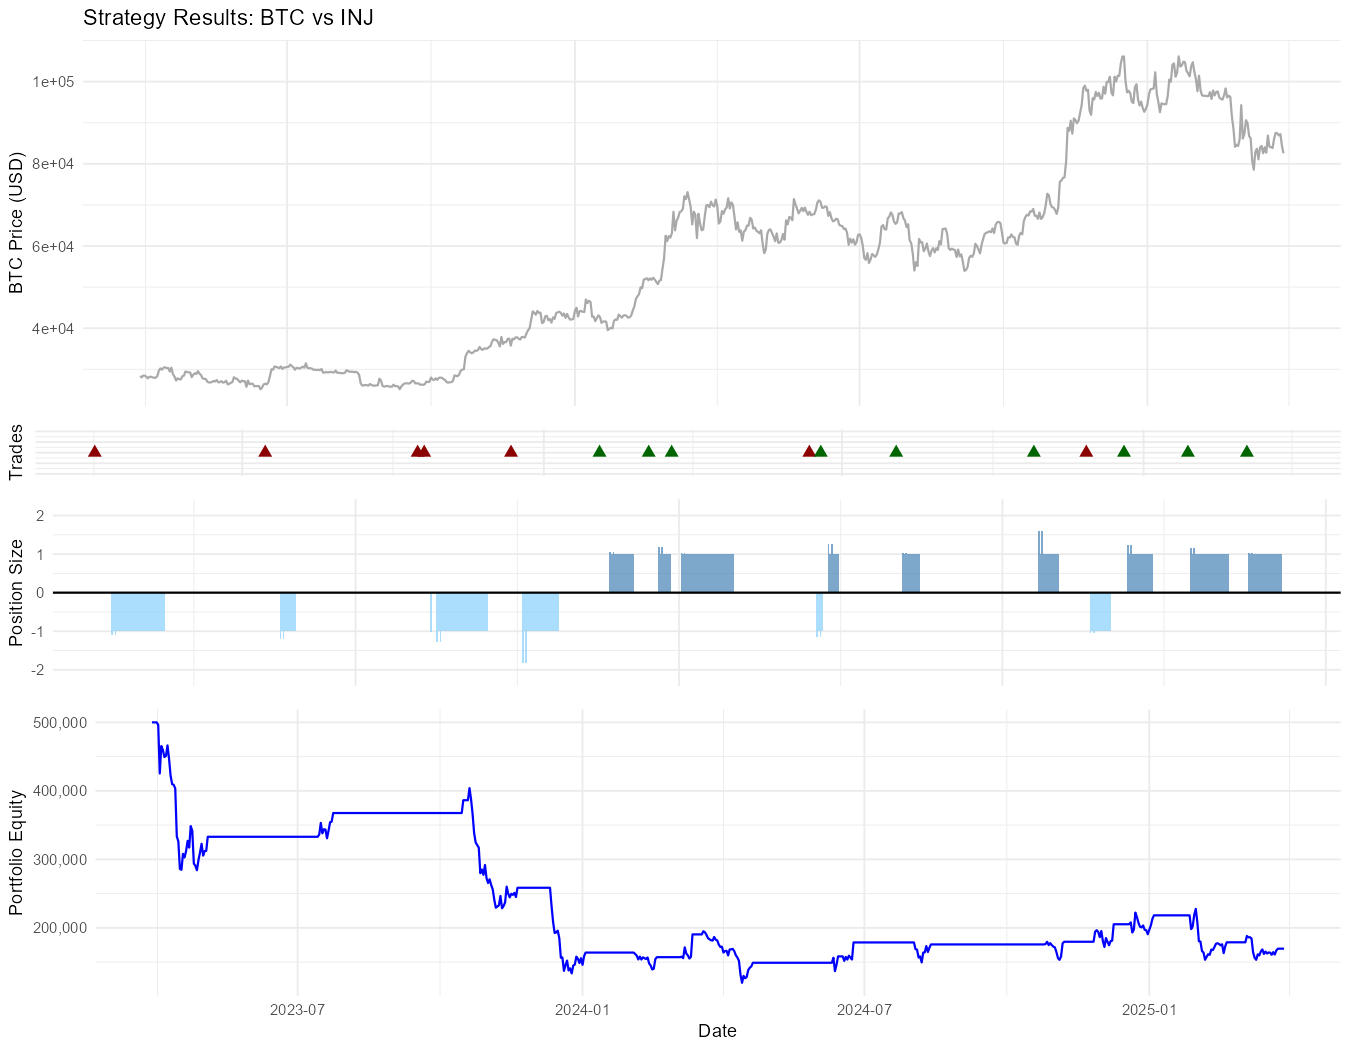 Strategy Results: BTC vs INJ
BTC Price (USD)
1e+05
8e+04
6e+04
4e+04
Trades
Position Size
2
1
0
-1
-2
Portfolio Equity
500,000
400,000
300,000
200,000
2023-07
2024-01
2024-07
2025-01
Date